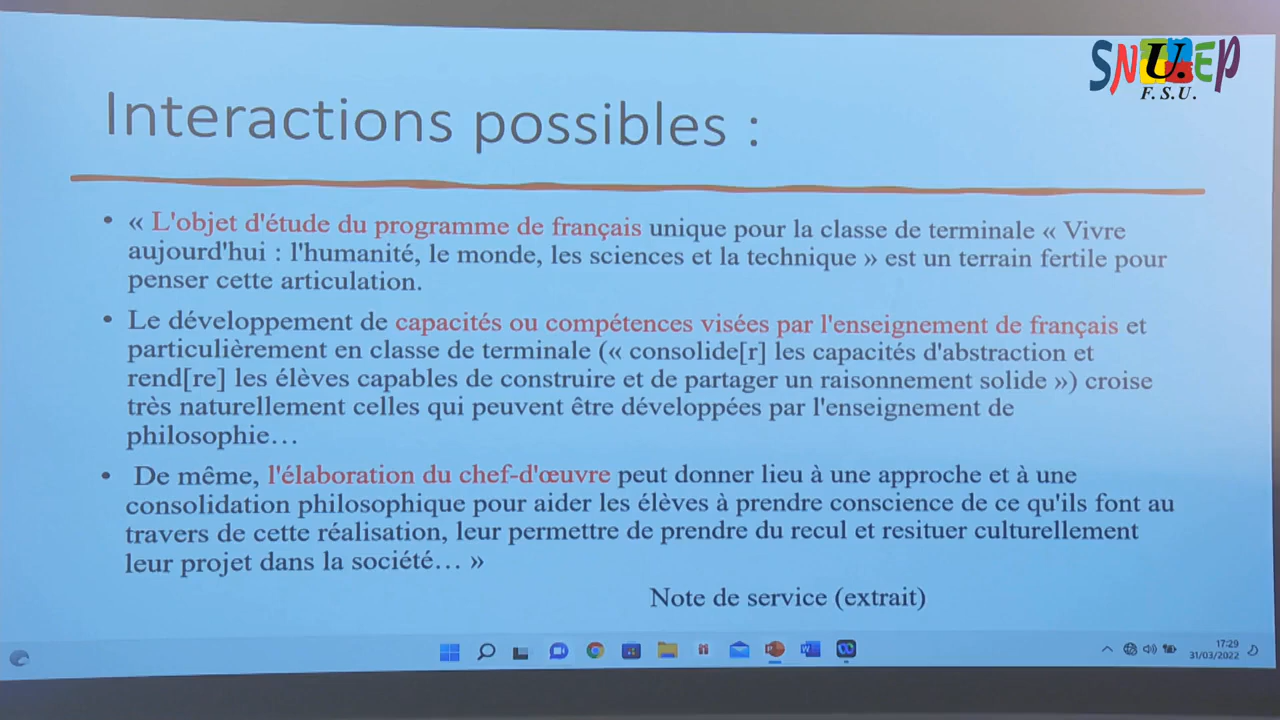 SNU.EP
F.S.U.
Interactions possibles :
• « L'objet d'étude du programme de français unique pour la classe de terminale « Vivre
aujourd'hui : l'humanité, le monde, les sciences et la technique » est un terrain fertile pour
penser cette articulation.
• Le développement de capacités ou compétences visées par l'enseignement de français et
particulièrement en classe de terminale (« consolide[r] les capacités d'abstraction et
rend[re] les élèves capables de construire et de partager un raisonnement solide ») croise
très naturellement celles qui peuvent être développées par l'enseignement de
philosophie…
• De même, l'élaboration du chef-d'œuvre peut donner lieu à une approche et à une
consolidation philosophique pour aider les élèves à prendre conscience de ce qu'ils font au
travers de cette réalisation, leur permettre de prendre du recul et resituer culturellement
leur projet dans la société… »
Note de service (extrait)
17:29
31/03/2022